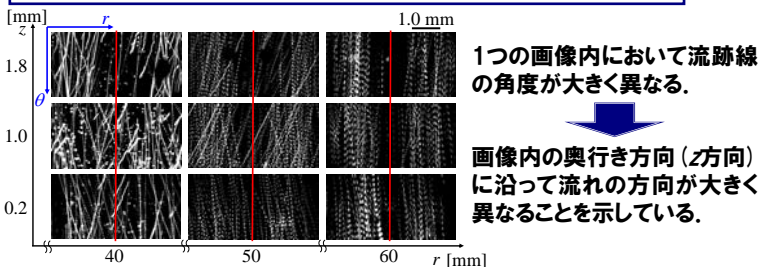 [mm]
z
r
1.0 mm
1.8
θ
1.0
0.2
40
50
60
r [mm]
1つの画像内において流跡線
の角度が大きく異なる.
画像内の奥行き方向(z方向)
に沿って流れの方向が大きく
異なることを示している.